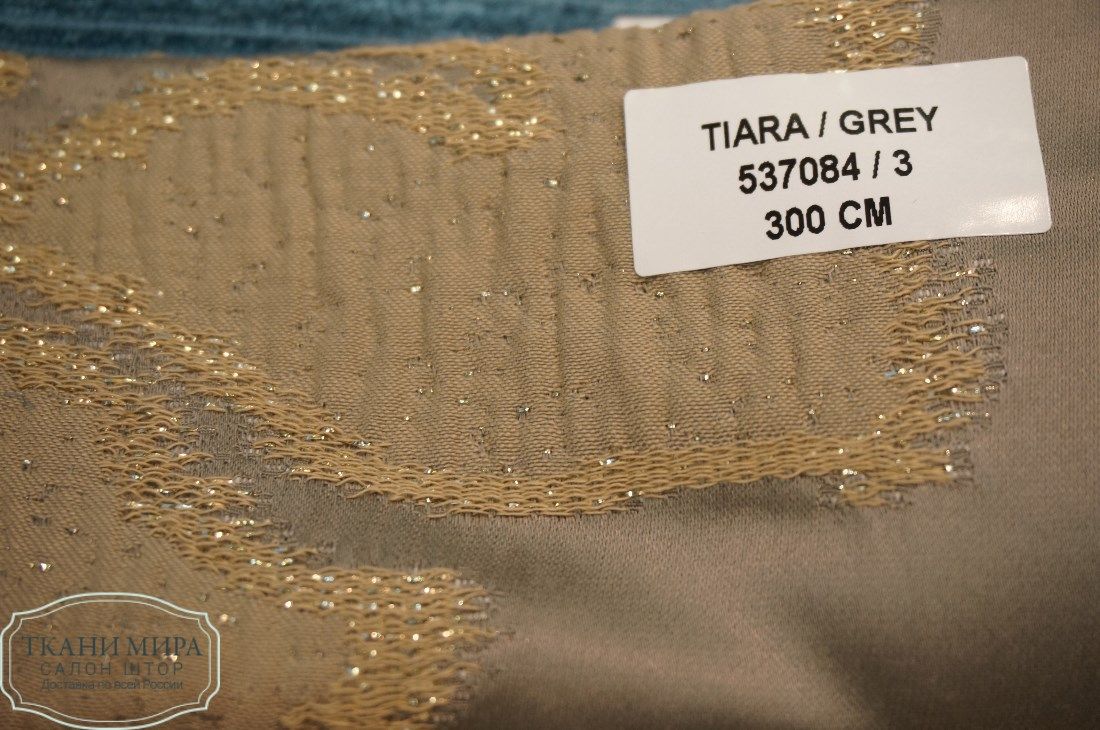 TIARA / GREY
537084 / 3
300 CM
ТКАНИ МИРА
САЛОН ШТОР
Доставка по всей России